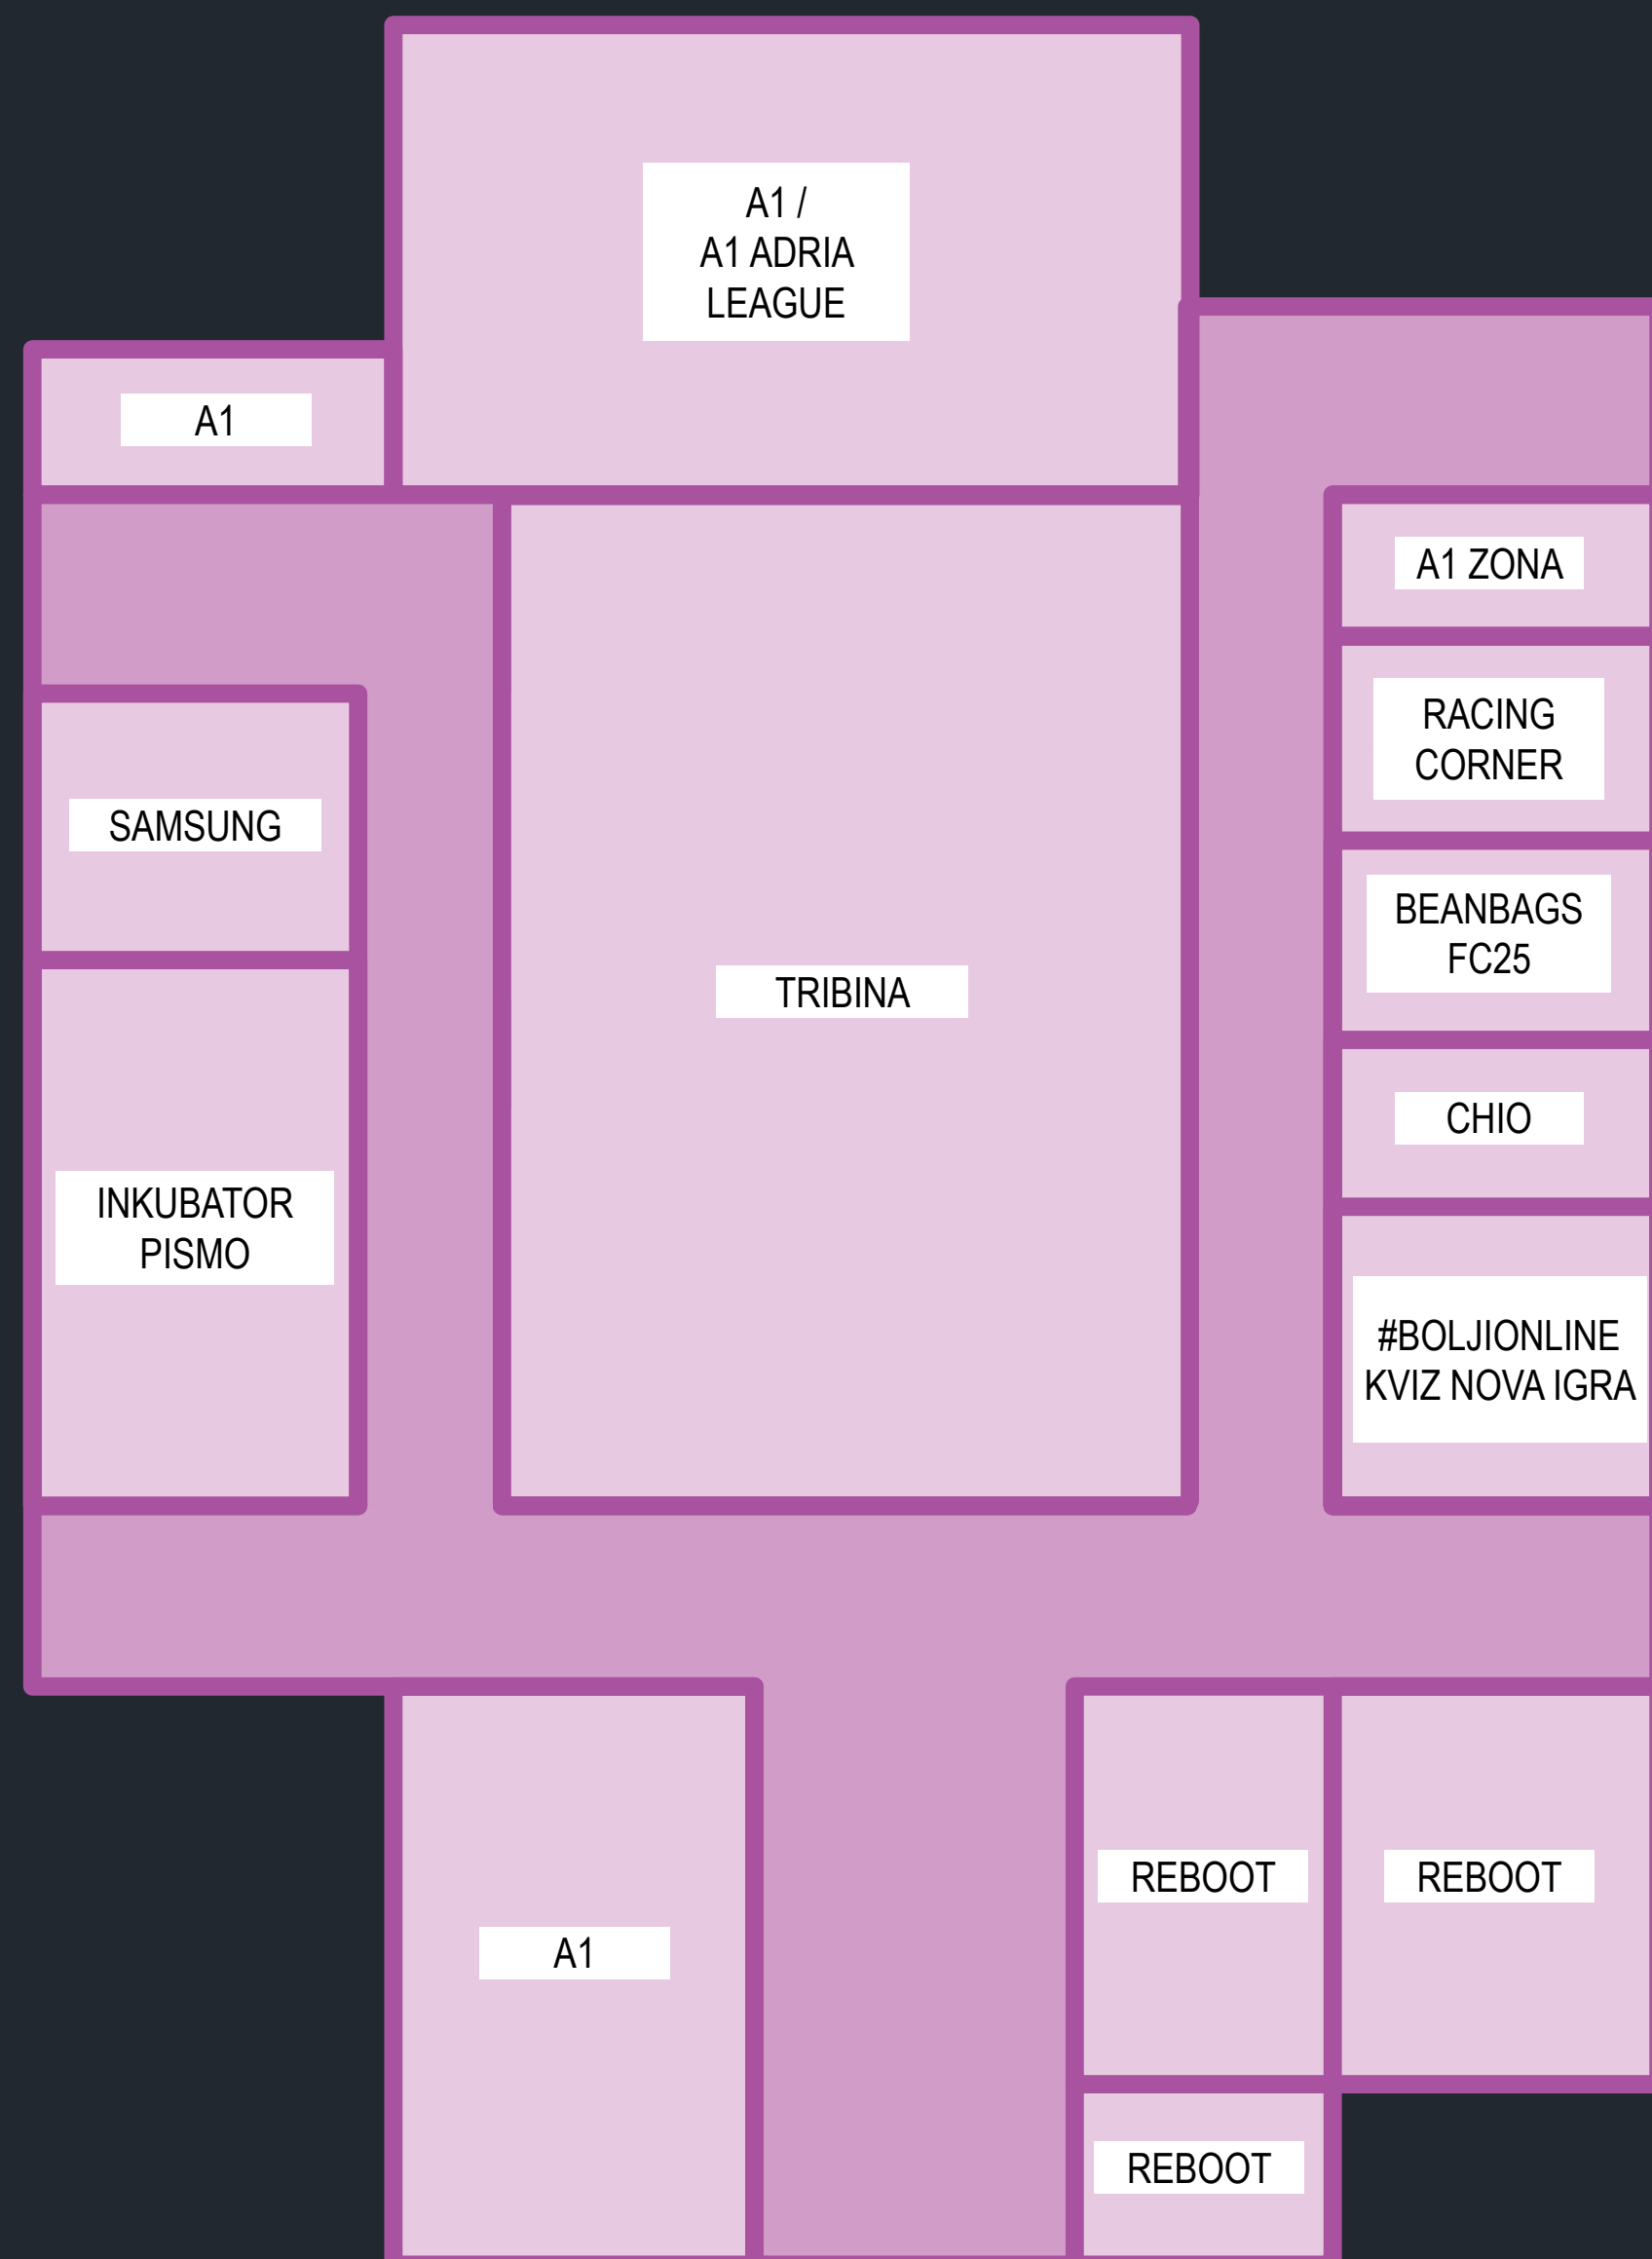 A1 /
A1 ADRIA
LEAGUE
A1
A1 ZONA
RACING
CORNER
SAMSUNG
BEANBAGS
FC25
TRIBINA
CHIO
INKUBATOR
PISMO
#BOLJIONLINE
KVIZ NOVA IGRA
REBOOT
REBOOT
A1
REBOOT